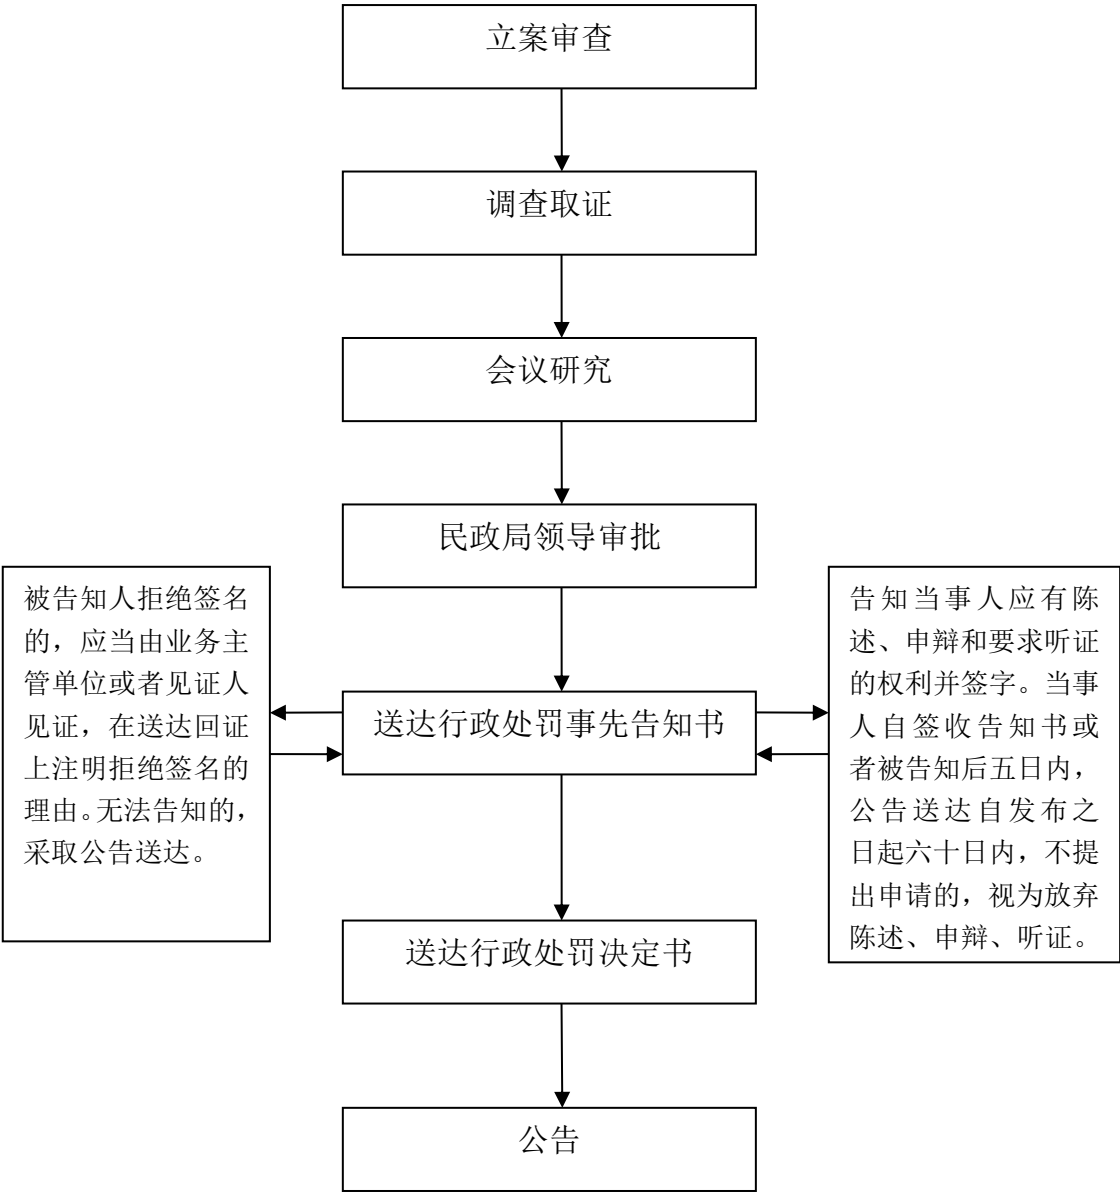 立案审查
调查取证
会议研究
民政局领导审批
被告知人拒绝签名
的，应当由业务主
管单位或者见证人
见证，在送达回证
上注明拒绝签名的
理由。无法告知的，
采取公告送达。
送达行政处罚事先告知书
告知当事人应有陈
述、申辩和要求听证
的权利并签字。当事
人自签收告知书或
者被告知后五日内，
公告送达自发布之
日起六十日内，不提
出申请的，视为放弃
陈述、申辩、听证。
送达行政处罚决定书
公告